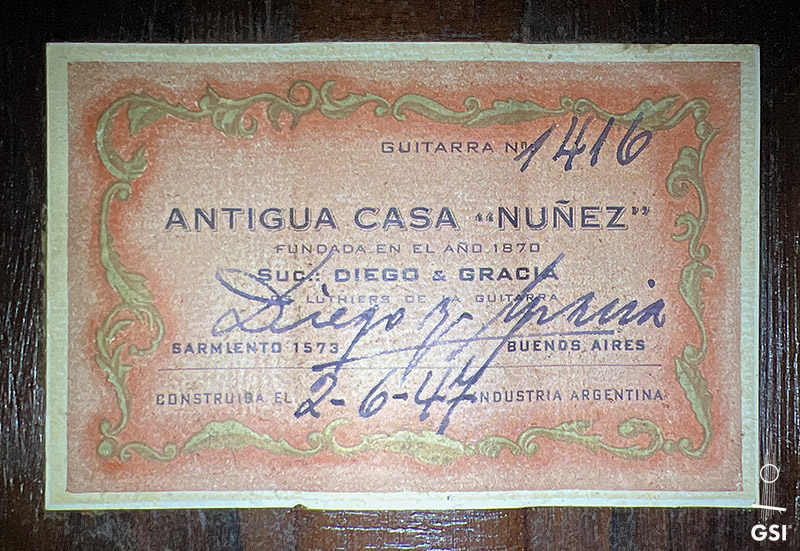 GUITARRA Nº 1416
ANTIGUA CASA “NUÑEZ”
FUNDADA EN EL AÑO 1870
SUC.: DIEGO & GRACIA
LOS LUTHIERS DE LA GUITARRA
Diego y Gracia
SARMIENTO 1573 BUENOS AIRES
CONSTRUIDA EL 2-6-47 INDUSTRIA ARGENTINA
GSI